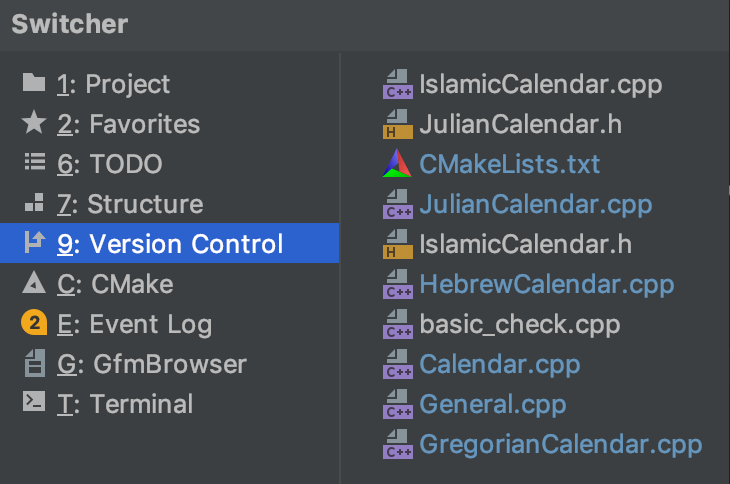 Switcher
1: Project
2: Favorites
6: TODO
7: Structure
9: Version Control
C: CMake
2 E: Event Log
G: GfmBrowser
T: Terminal
C++ IslamicCalendar.cpp
H JulianCalendar.h
CMakeLists.txt
C++ JulianCalendar.cpp
H IslamicCalendar.h
C++ HebrewCalendar.cpp
C++ basic_check.cpp
C++ Calendar.cpp
C++ General.cpp
C++ GregorianCalendar.cpp